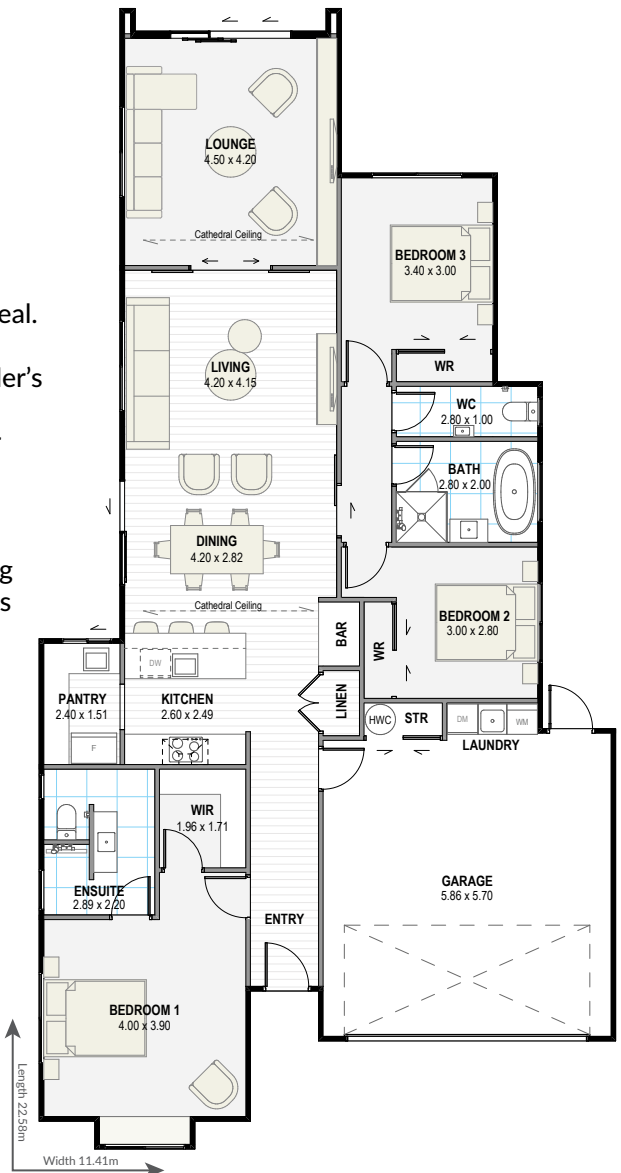 eal.
ler’s
.
g
s
LOUNGE
4.50 x 4.20
Cathedral Ceiling
BEDROOM 3
3.40 x 3.00
WR
LIVING
4.20 x 4.15
WC
2.80 x 1.00
BATH
2.80 x 2.00
DINING
4.20 x 2.82
Cathedral Ceiling
BEDROOM 2
3.00 x 2.80
WR
BAR
DW
LINEN
PANTRY
2.40 x 1.51
F
KITCHEN
2.60 x 2.49
HWC
STR
DM
WM
LAUNDRY
WIR
1.96 x 1.71
ENSUITE
2.89 x 2.20
GARAGE
5.86 x 5.70
ENTRY
BEDROOM 1
4.00 x 3.90
Length 22.58m
Width 11.41m